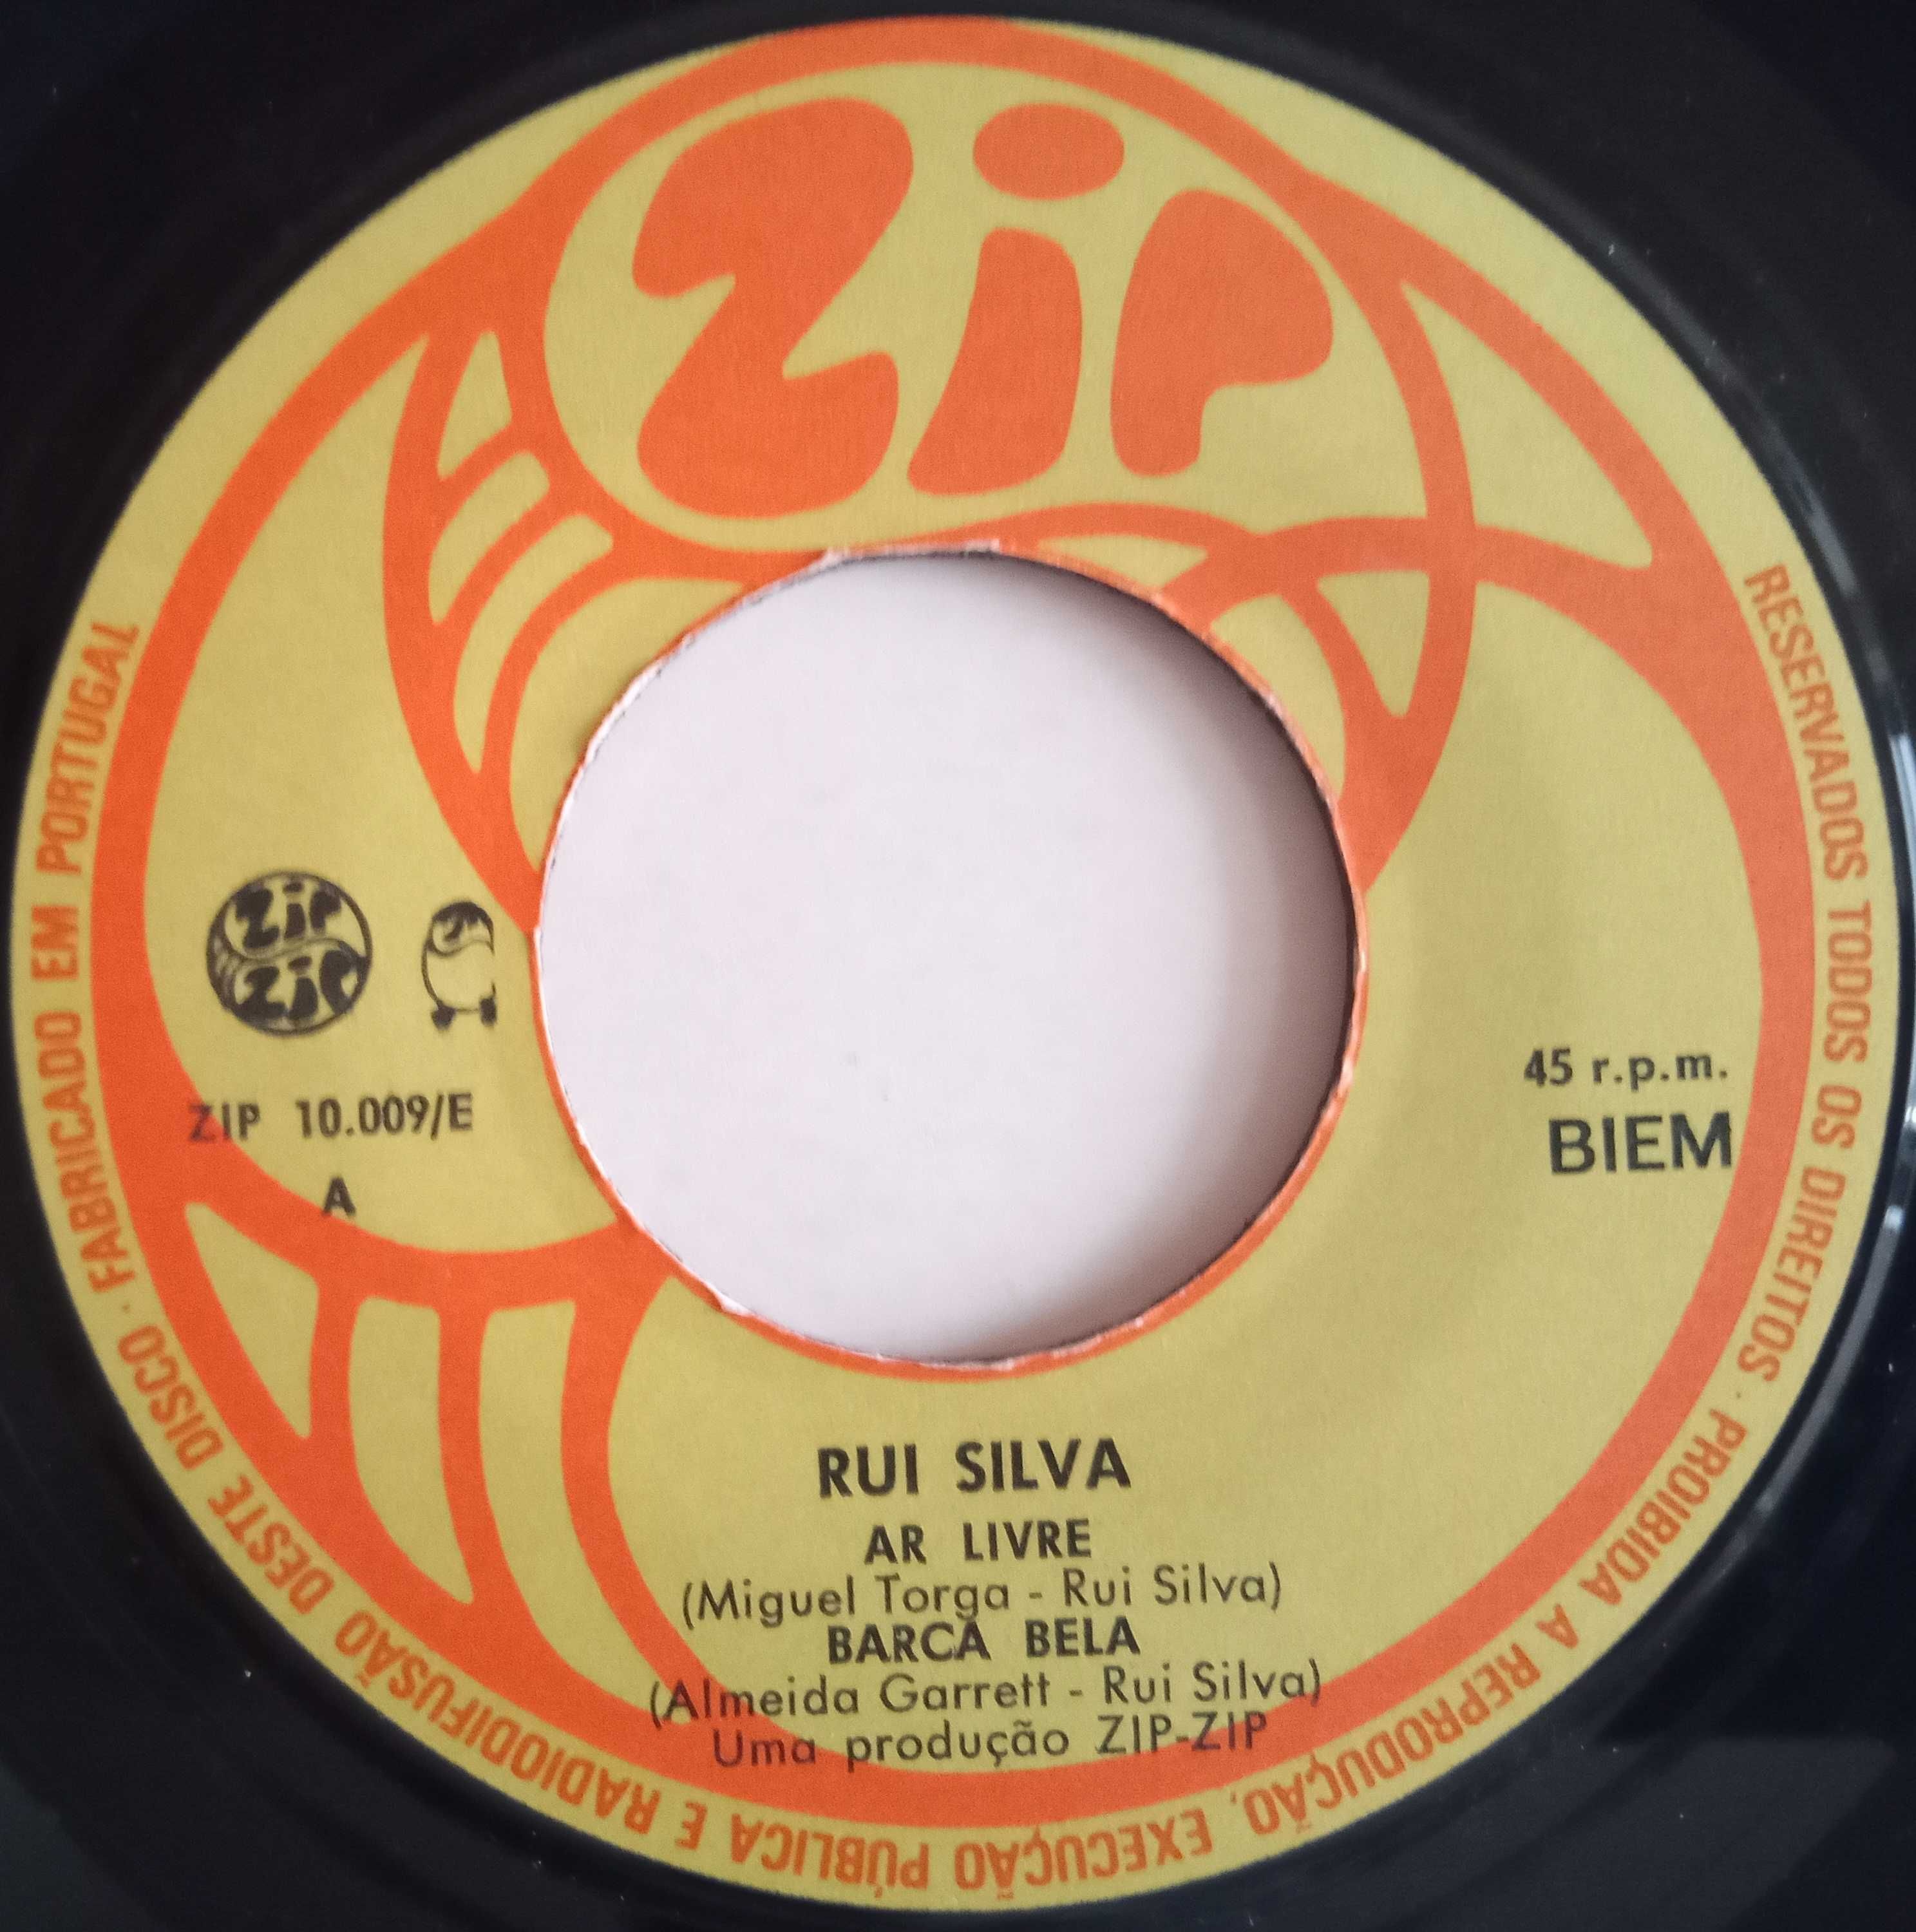 ZIP
ZIP
ZIP
ZIP 10.009/E
A
45 r.p.m.
BIEM
RUI SILVA
AR LIVRE
(Miguel Torga - Rui Silva)
BARCA BELA
(Almeida Garrett - Rui Silva)
Uma produção ZIP-ZIP
RESERVADOS TODOS OS DIREITOS · PROIBIDA A REPRODUÇÃO, EXECUÇÃO PÚBLICA E RADIODIFUSÃO DESTE DISCO · FABRICADO EM PORTUGAL